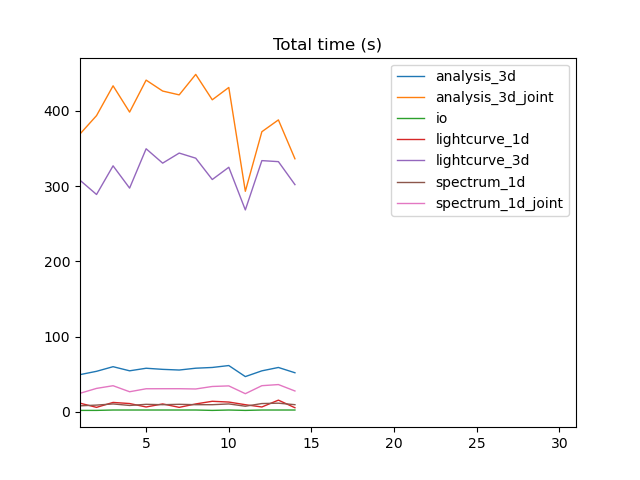 Total time (s)
analysis_3d
analysis_3d_joint
io
lightcurve_1d
lightcurve_3d
spectrum_1d
spectrum_1d_joint
400
300
200
100
0
5 10 15 20 25 30